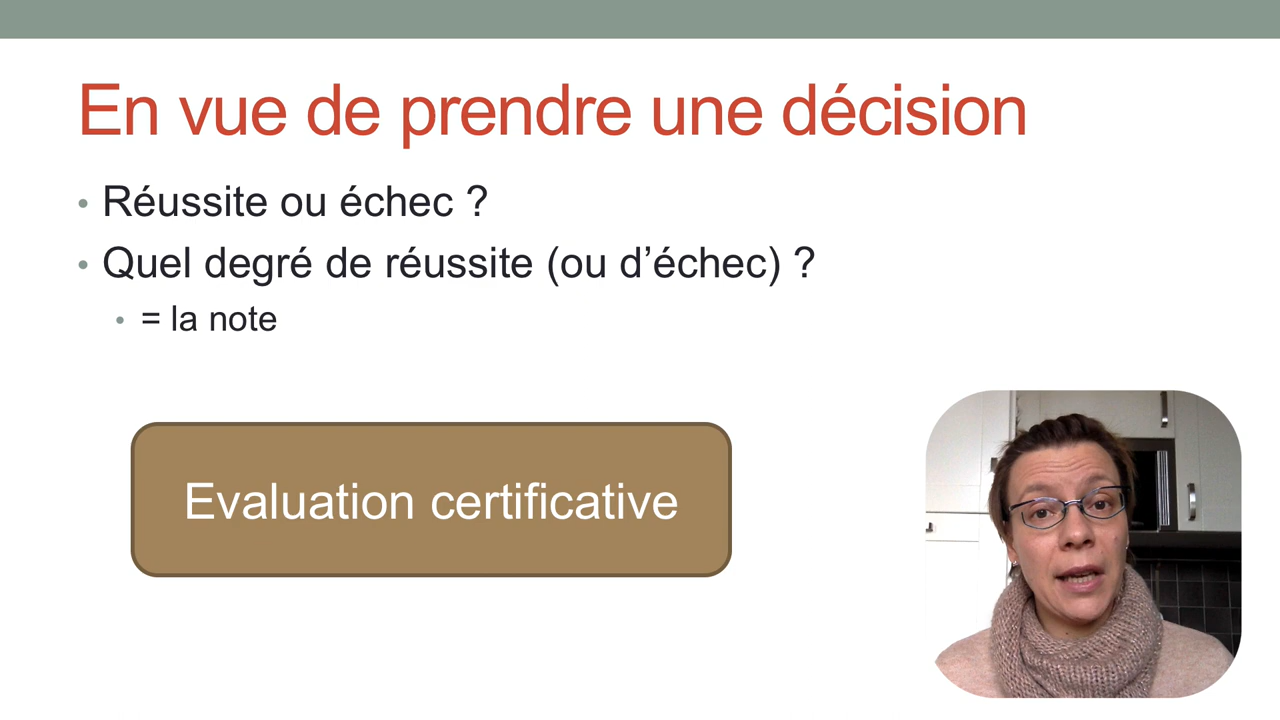 En vue de prendre une décision
• Réussite ou échec ?
• Quel degré de réussite (ou d’échec) ?
• = la note
Evaluation certificative